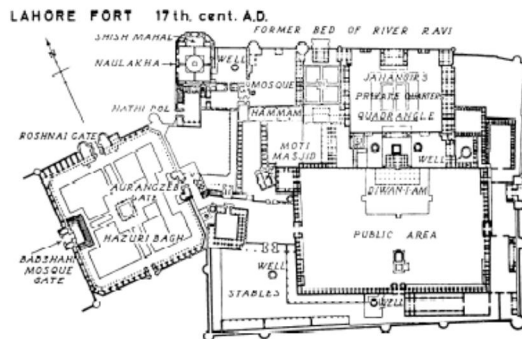 LAHORE FORT 17th. cent. A.D.
SHISH MAHAL
FORMER BED OF RIVER RAVI
NAULAKHA
WELL
MOSQUE
JAHANGIR'S
PRIVATE QUARTER
QUADRANGLE
HATHI POL
HAMMAM
ROSHNAI GATE
MOTI
MASJID
WELL
AURANGZEB
GATE
DIWAN-I-AM
HAZURI BAGH
PUBLIC AREA
BADSHAHI
MOSQUE
GATE
WELL
STABLES
WELL